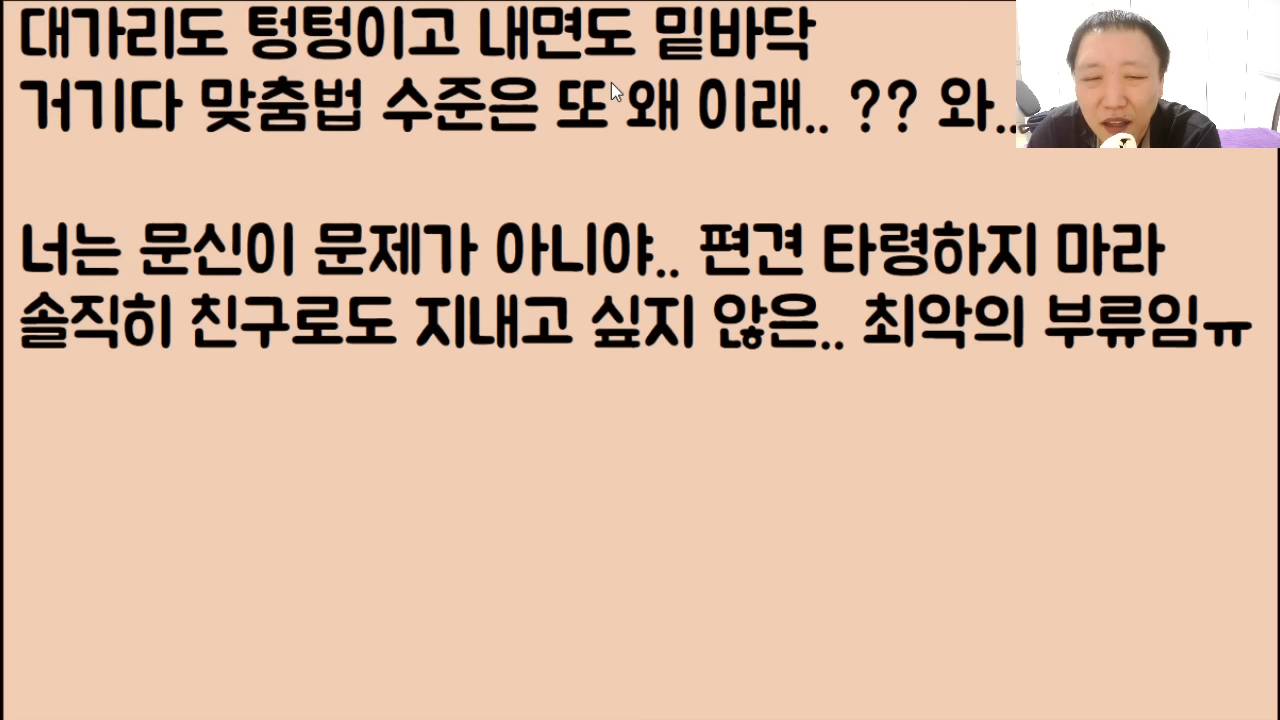 대가리도 텅텅이고 내면도 밑바닥
거기다 맞춤법 수준은 또 왜 이래.. ?? 와..
너는 문신이 문제가 아니야.. 편견 타령하지 마라
솔직히 친구로도 지내고 싶지 않은.. 최악의 부류임ㅠ